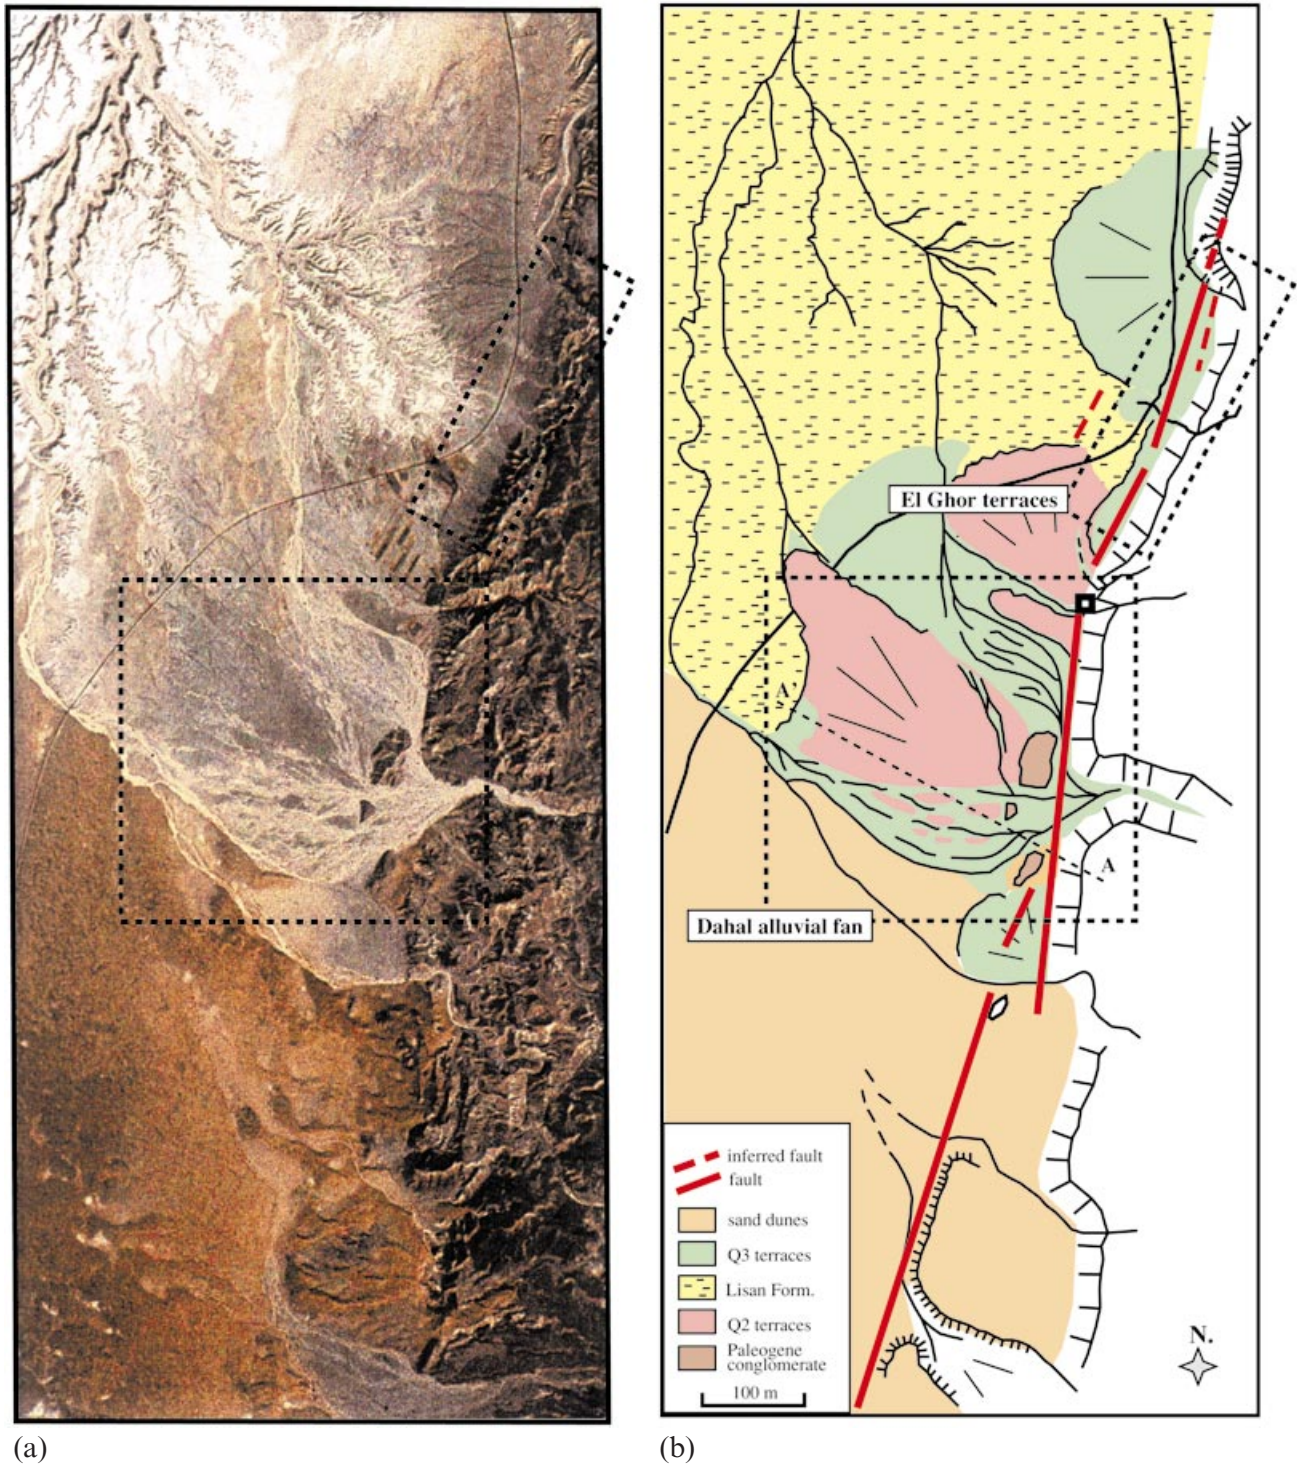 El Ghor terraces
A'
A
Dahal alluvial fan
inferred fault
fault
sand dunes
Q3 terraces
Lisan Form.
Q2 terraces
Paleogene
conglomerate
100 m
N.
(a)
(b)